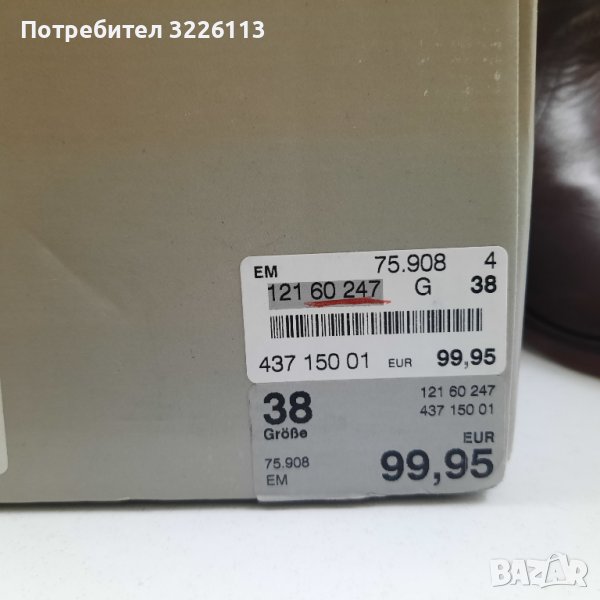 Потребител 3226113
EM 75.908 4
121 60 247 G 38
437 150 01 EUR 99,95
38 121 60 247
Größe 437 150 01
EUR
75.908
EM 99,95
BAZAR